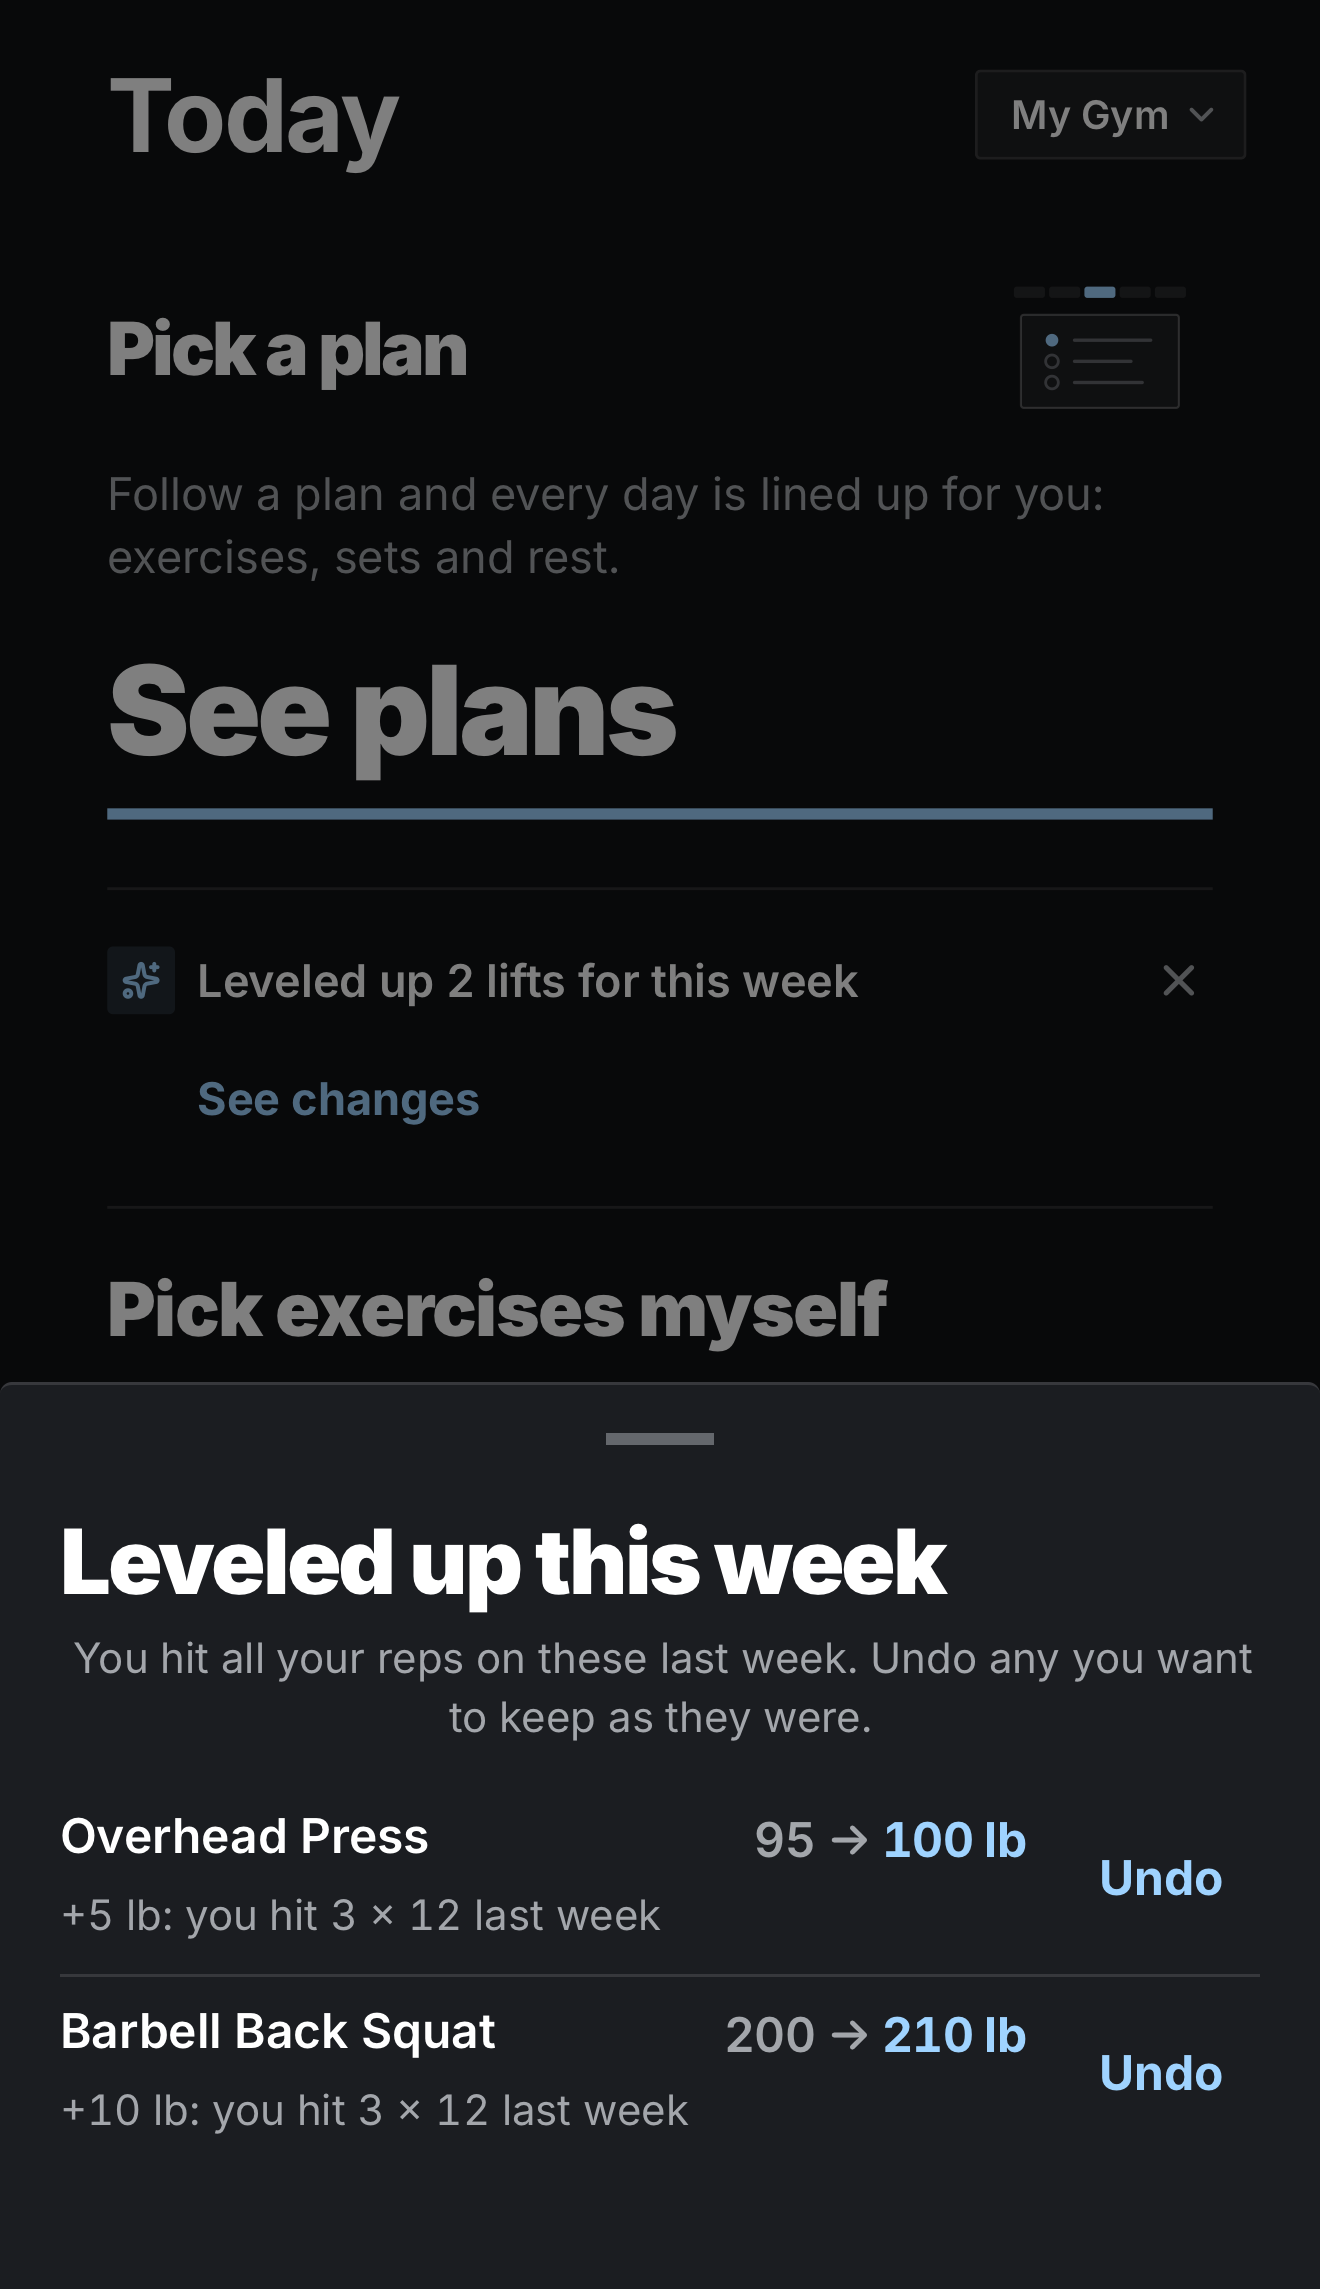 Today
My Gym
Pick a plan
Follow a plan and every day is lined up for you:
exercises, sets and rest.
See plans
Leveled up 2 lifts for this week
See changes
Pick exercises myself
Leveled up this week
You hit all your reps on these last week. Undo any you want
to keep as they were.
Overhead Press
95 → 100 lb
Undo
+5 lb: you hit 3 × 12 last week
Barbell Back Squat
200 → 210 lb
Undo
+10 lb: you hit 3 × 12 last week